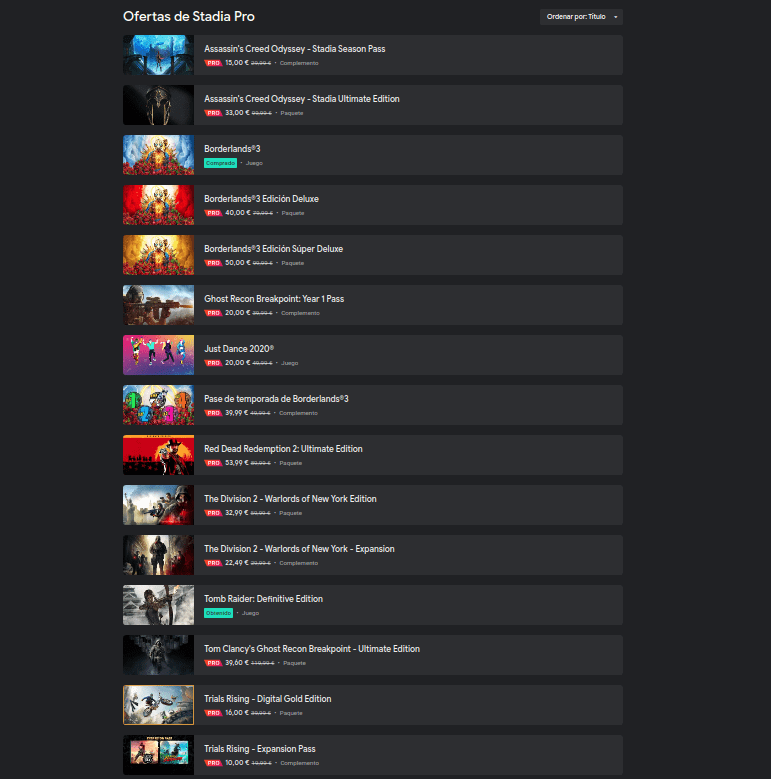 Ofertas de Stadia Pro
Ordenar por: Título
Assassin's Creed Odyssey - Stadia Season Pass
PRO 15,00 € 39,99 € • Complemento
Assassin's Creed Odyssey - Stadia Ultimate Edition
PRO 33,00 € 99,99 € • Paquete
Borderlands®3
Comprado • Juego
Borderlands®3 Edición Deluxe
PRO 40,00 € 79,99 € • Paquete
Borderlands®3 Edición Súper Deluxe
PRO 50,00 € 99,99 € • Paquete
Ghost Recon Breakpoint: Year 1 Pass
PRO 20,00 € 39,99 € • Complemento
Just Dance 2020®
PRO 20,00 € 49,99 € • Juego
Pase de temporada de Borderlands®3
PRO 39,99 € 49,99 € • Complemento
Red Dead Redemption 2: Ultimate Edition
PRO 53,99 € 89,99 € • Paquete
The Division 2 - Warlords of New York Edition
PRO 32,99 € 59,99 € • Paquete
The Division 2 - Warlords of New York - Expansion
PRO 22,49 € 29,99 € • Complemento
Tomb Raider: Definitive Edition
Obtenido • Juego
Tom Clancy's Ghost Recon Breakpoint - Ultimate Edition
PRO 39,60 € 119,99 € • Paquete
Trials Rising - Digital Gold Edition
PRO 16,00 € 39,99 € • Paquete
Trials Rising - Expansion Pass
PRO 10,00 € 19,99 € • Complemento